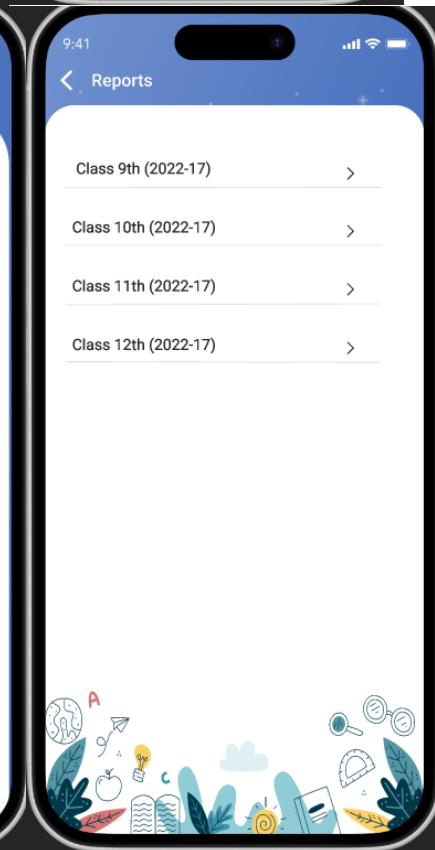 9:41
Reports
Class 9th (2022-17)
Class 10th (2022-17)
Class 11th (2022-17)
Class 12th (2022-17)
A
c